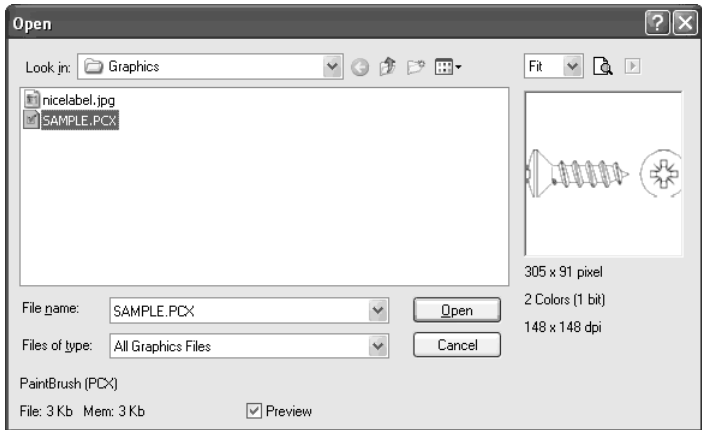 Open
Look in: Graphics
Fit
nicelabel.jpg
SAMPLE.PCX
305 x 91 pixel
2 Colors (1 bit)
148 x 148 dpi
File name: SAMPLE.PCX Open
Files of type: All Graphics Files Cancel
PaintBrush (PCX)
File: 3 Kb Mem: 3 Kb Preview